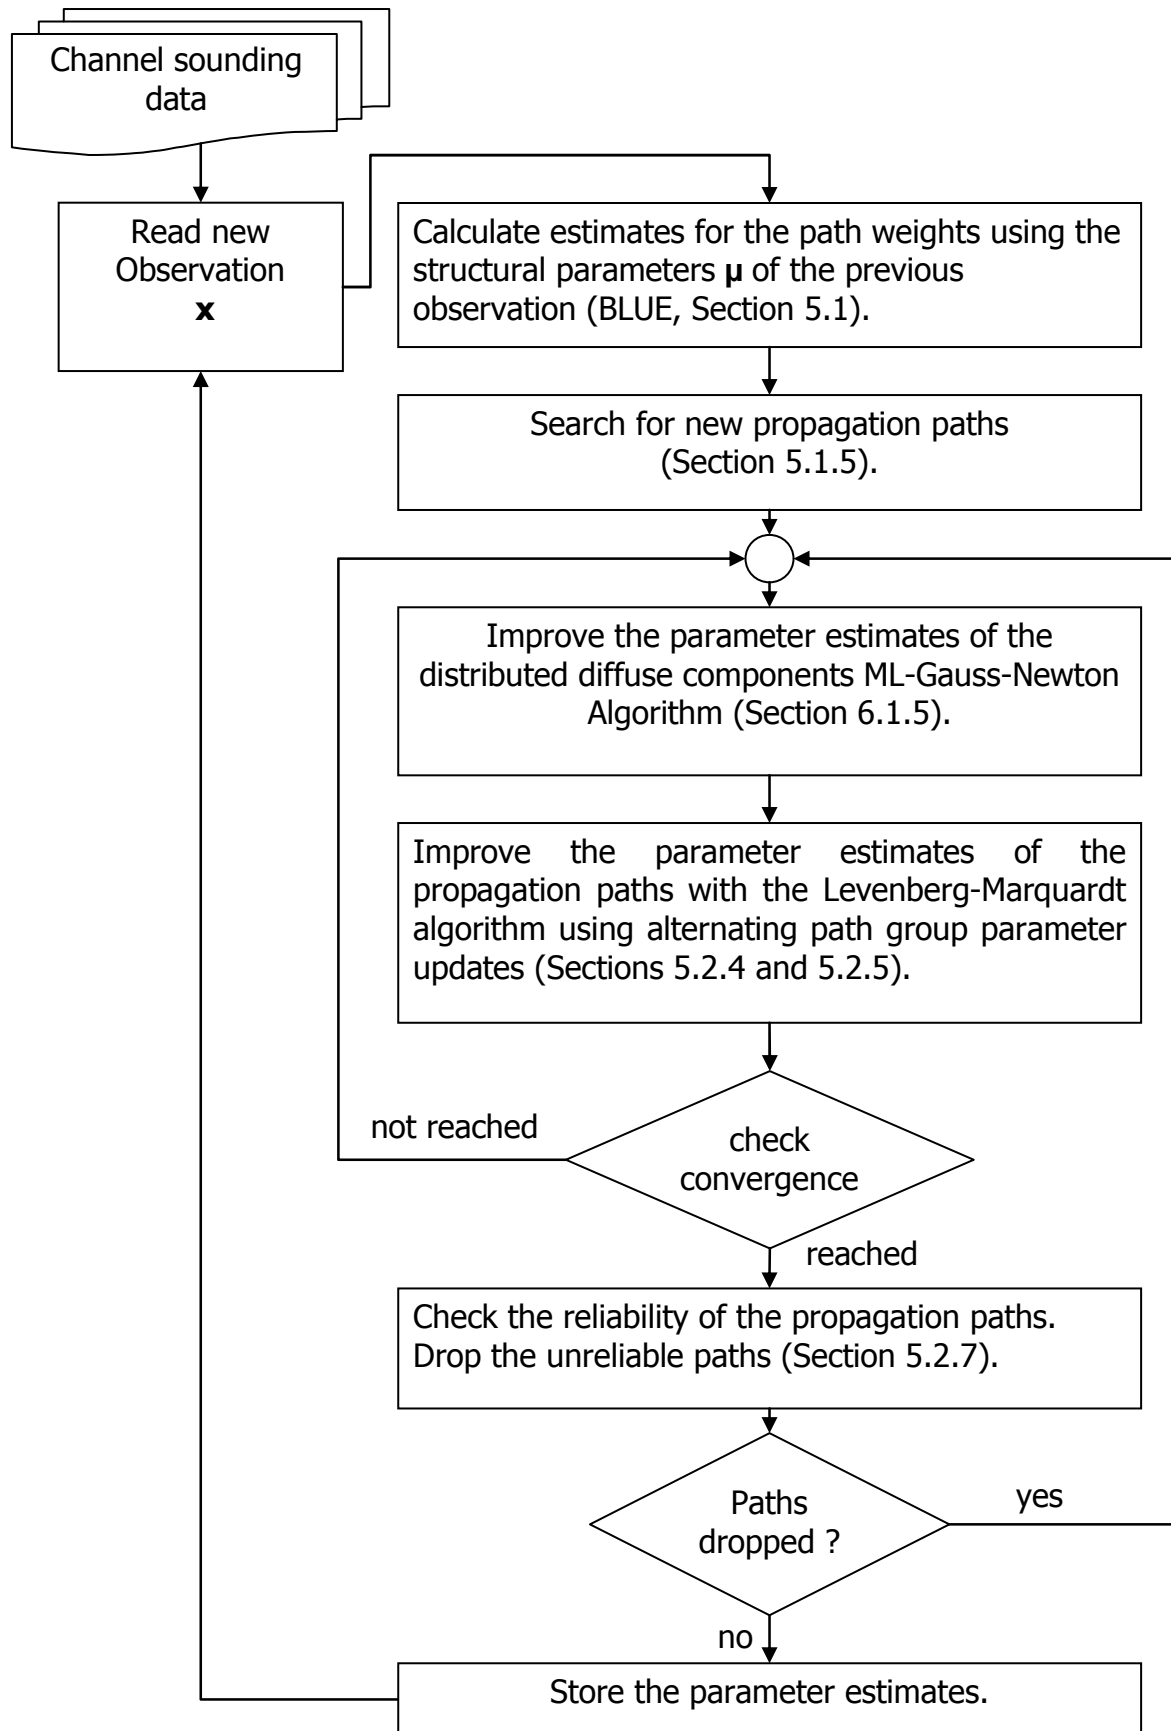 Channel sounding
data
Read new
Observation
x
Calculate estimates for the path weights using the
structural parameters μ of the previous
observation (BLUE, Section 5.1).
Search for new propagation paths
(Section 5.1.5).
Improve the parameter estimates of the
distributed diffuse components ML-Gauss-Newton
Algorithm (Section 6.1.5).
Improve the parameter estimates of the
propagation paths with the Levenberg-Marquardt
algorithm using alternating path group parameter
updates (Sections 5.2.4 and 5.2.5).
not reached
check
convergence
reached
Check the reliability of the propagation paths.
Drop the unreliable paths (Section 5.2.7).
Paths
dropped ?
yes
no
Store the parameter estimates.